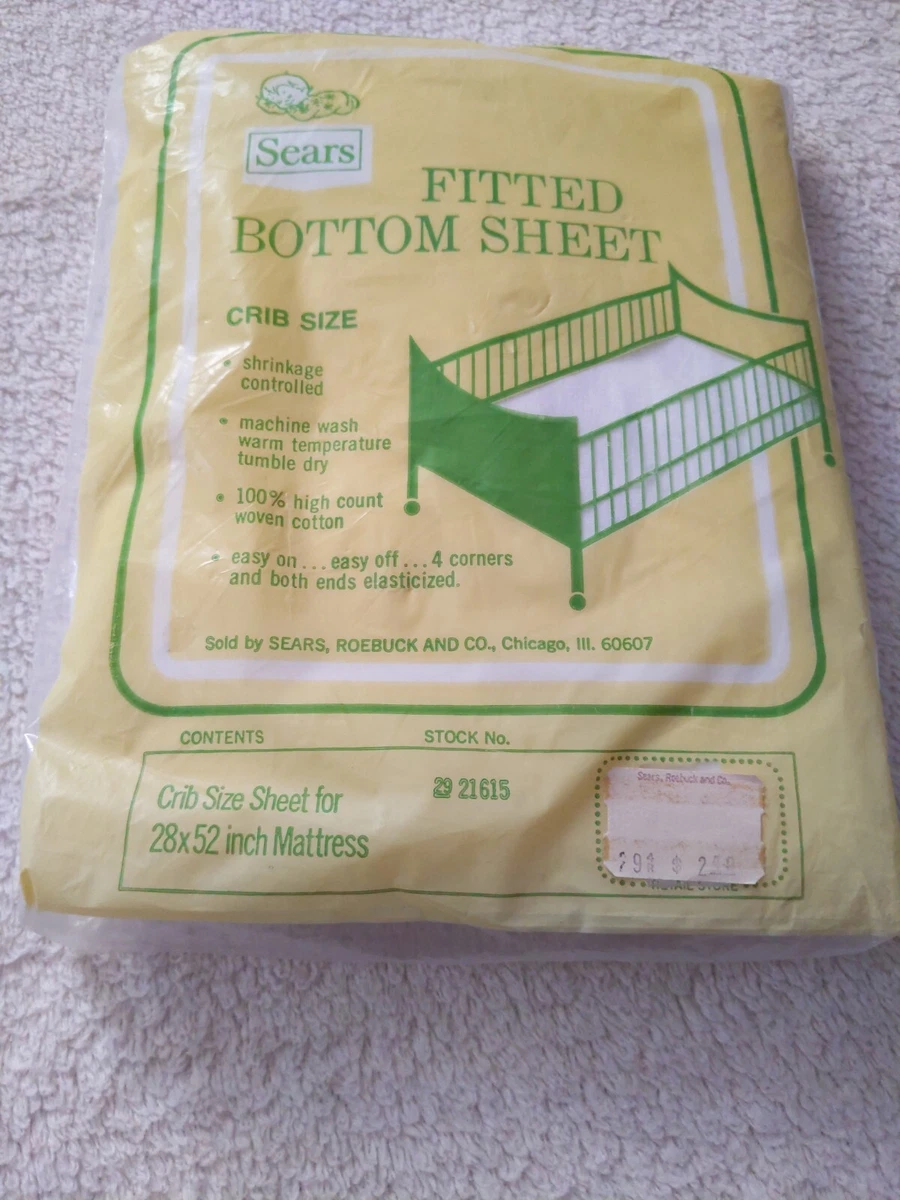 Sears
FITTED
BOTTOM SHEET
CRIB SIZE
• shrinkage
controlled
• machine wash
warm temperature
tumble dry
• 100% high count
woven cotton
• easy on ... easy off ... 4 corners
and both ends elasticized.
Sold by SEARS, ROEBUCK AND CO., Chicago, Ill. 60607
CONTENTS STOCK No.
Crib Size Sheet for
28x52 inch Mattress
29 21615
Sears, Roebuck and Co.
$
RETAIL STORE